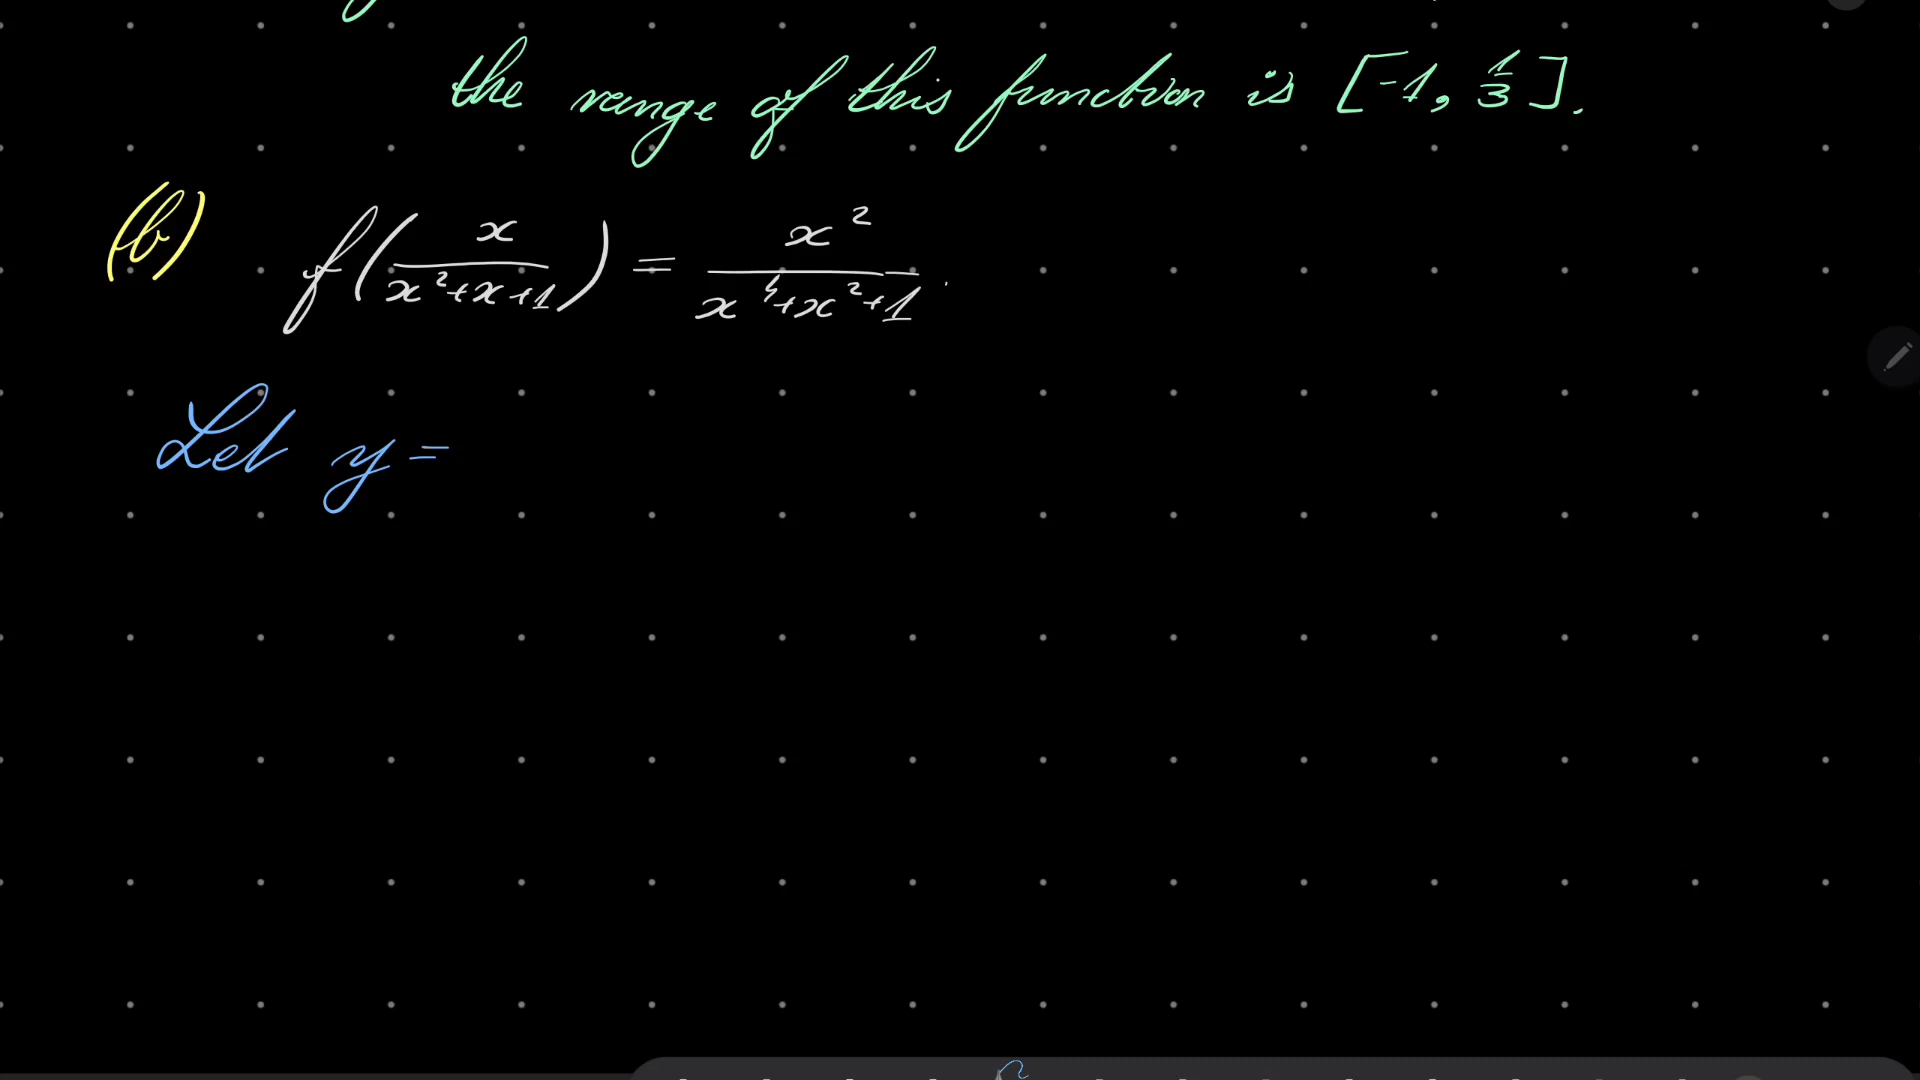 the range of this function is [-1, 1/3].
(b) f(x/(x²+x+1)) = x²/(x⁴+x²+1).
Let y =